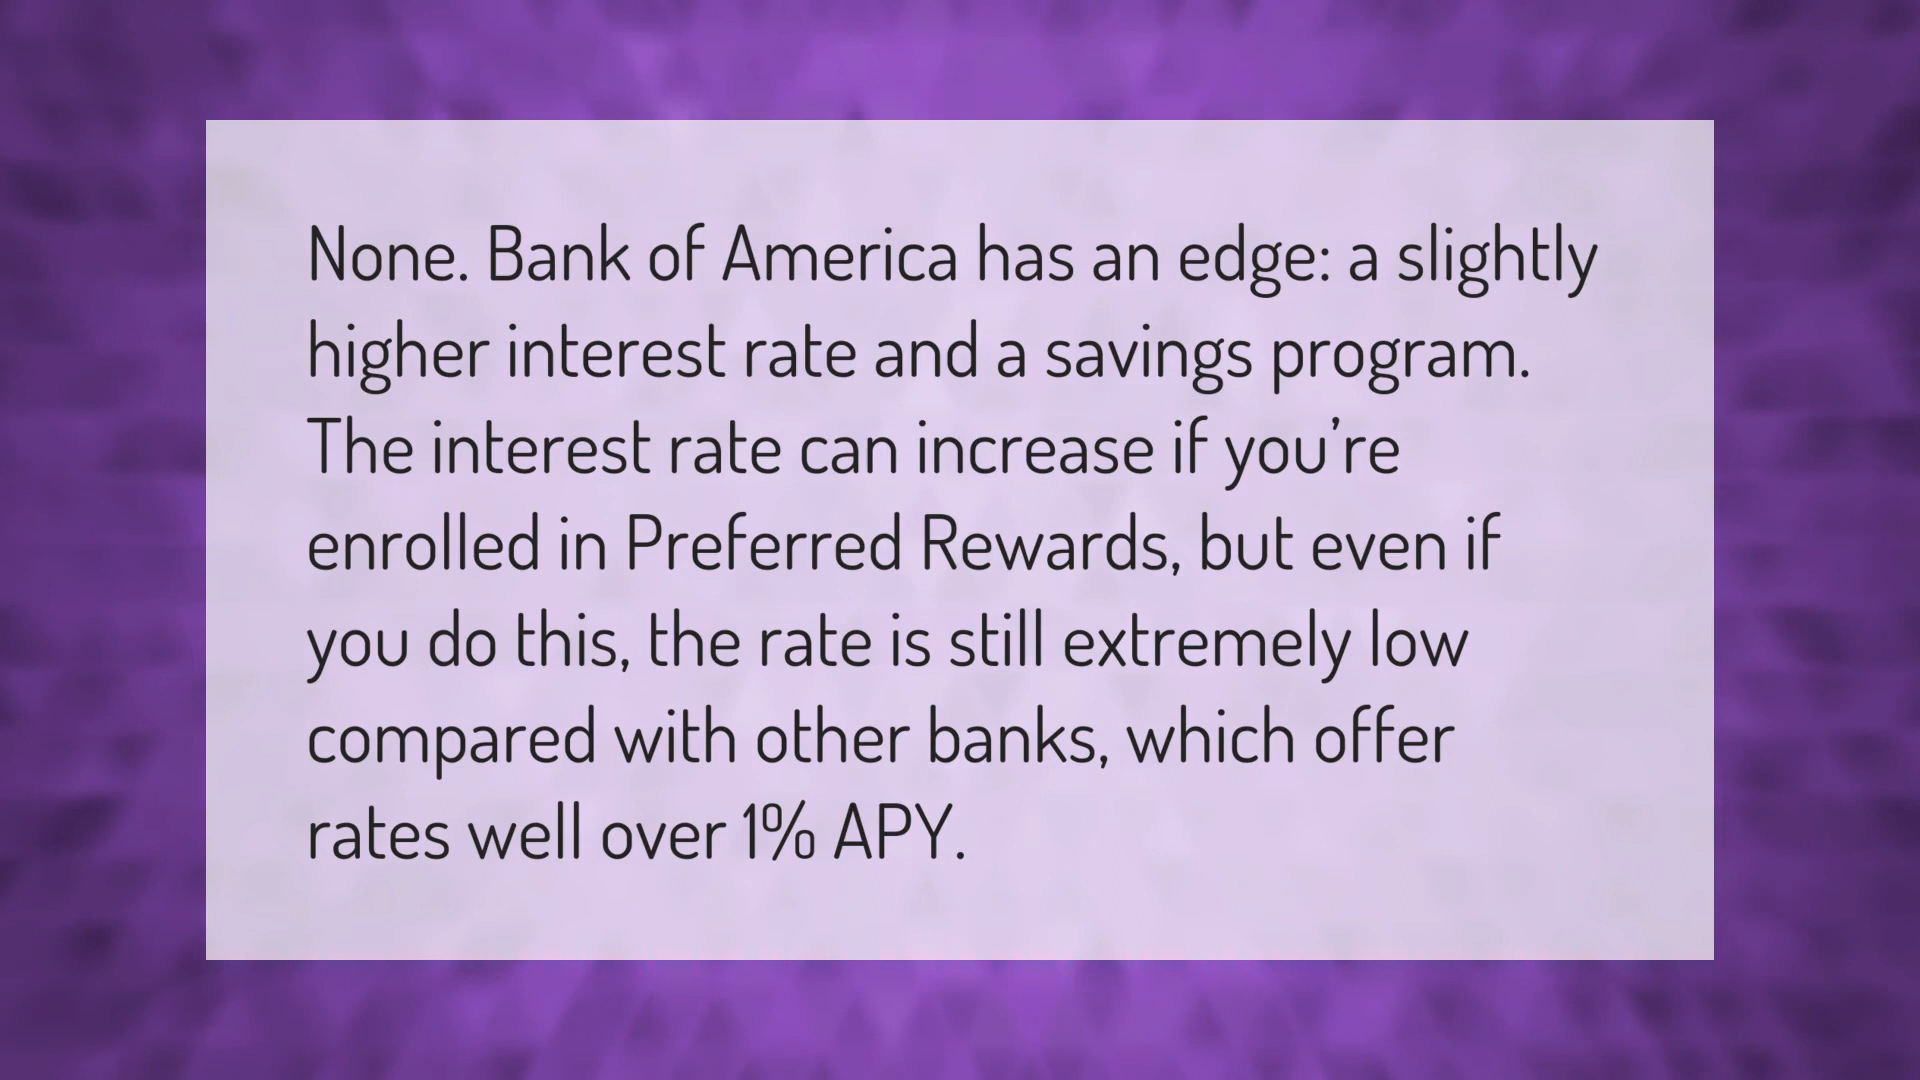 None. Bank of America has an edge: a slightly
higher interest rate and a savings program.
The interest rate can increase if you’re
enrolled in Preferred Rewards, but even if
you do this, the rate is still extremely low
compared with other banks, which offer
rates well over 1% APY.